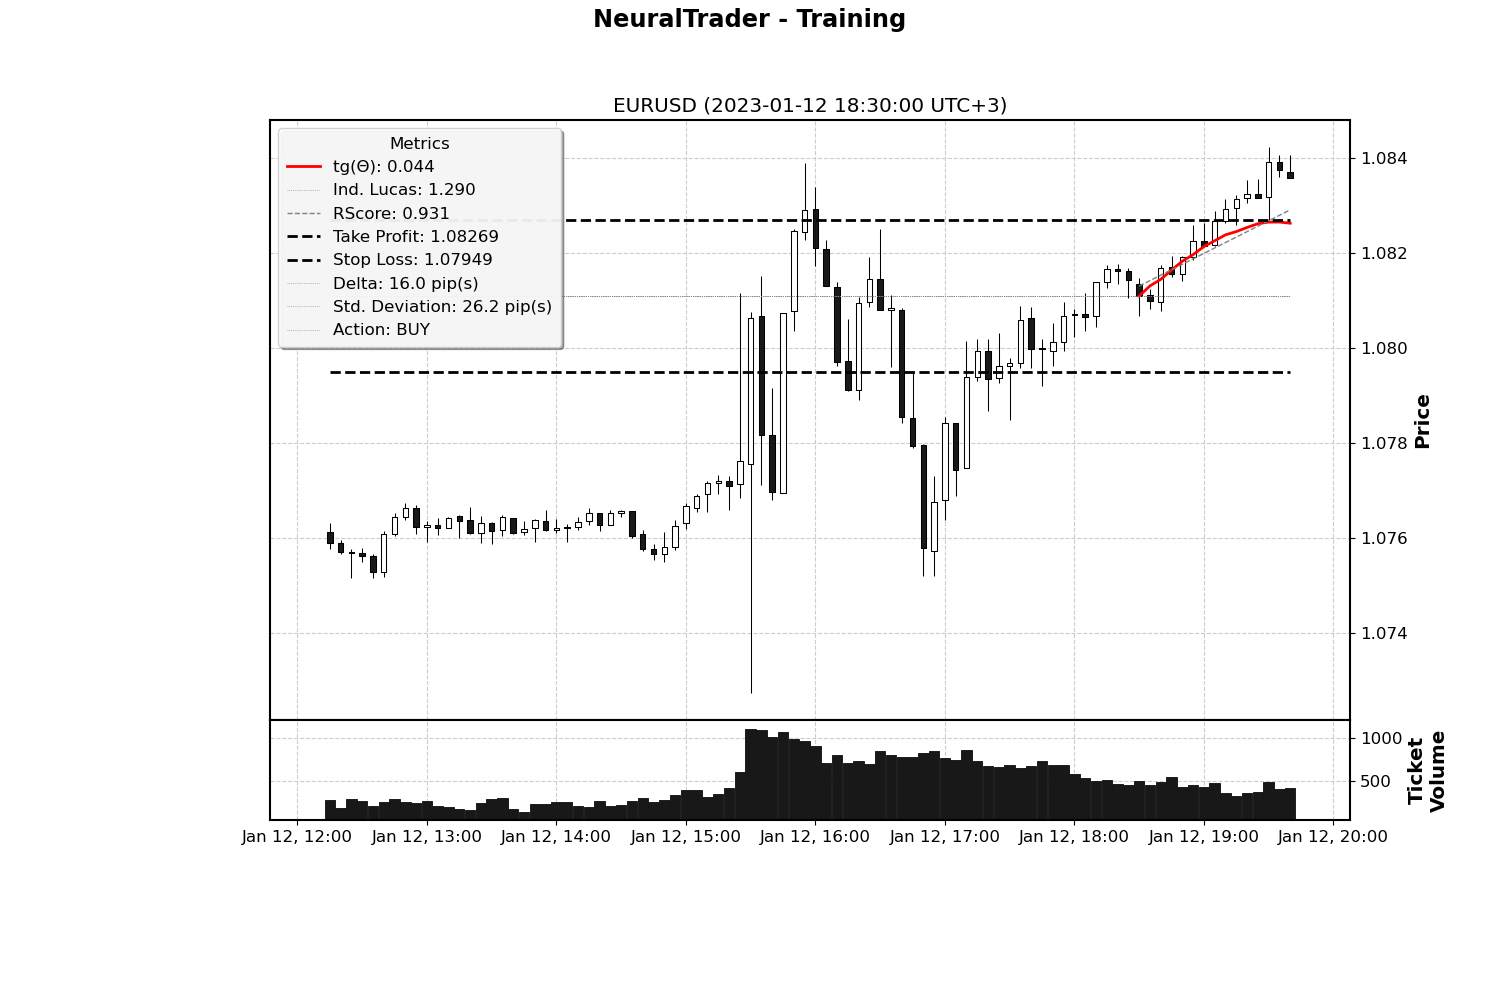 NeuralTrader - Training
EURUSD (2023-01-12 18:30:00 UTC+3)
Metrics
tg(Θ): 0.044
Ind. Lucas: 1.290
RScore: 0.931
Take Profit: 1.08269
Stop Loss: 1.07949
Delta: 16.0 pip(s)
Std. Deviation: 26.2 pip(s)
Action: BUY
1.084
1.082
1.080
1.078
1.076
1.074
Price
1000
500
Ticket
Volume
Jan 12, 12:00
Jan 12, 13:00
Jan 12, 14:00
Jan 12, 15:00
Jan 12, 16:00
Jan 12, 17:00
Jan 12, 18:00
Jan 12, 19:00
Jan 12, 20:00